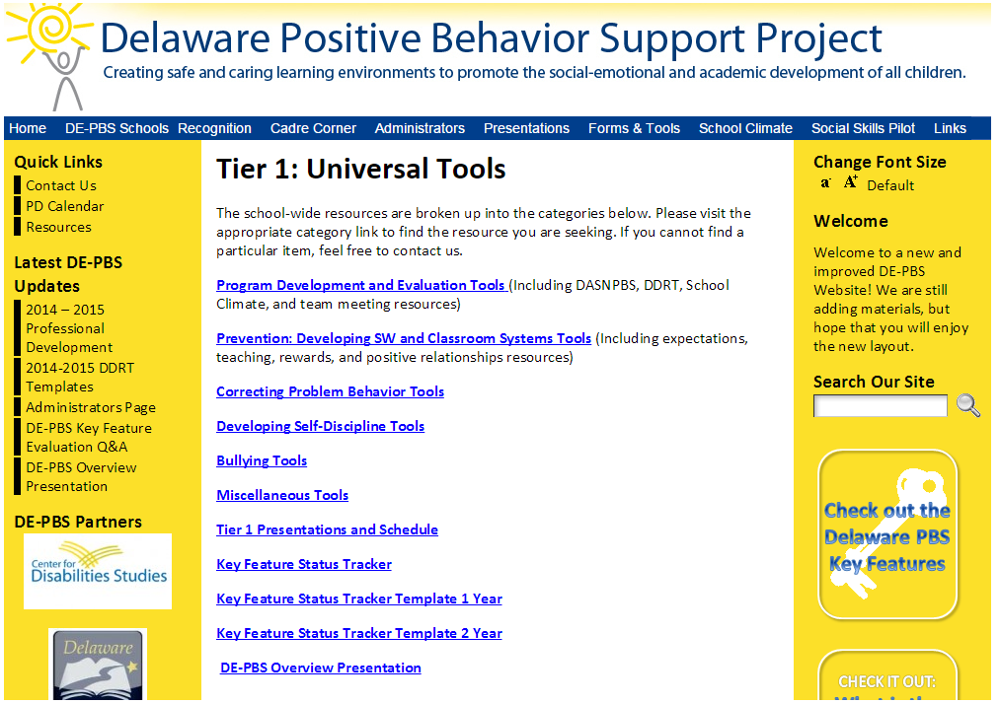 Delaware Positive Behavior Support Project
Creating safe and caring learning environments to promote the social-emotional and academic development of all children.
Home DE-PBS Schools Recognition Cadre Corner Administrators Presentations Forms & Tools School Climate Social Skills Pilot Links
Quick Links
Contact Us
PD Calendar
Resources
Latest DE-PBS
Updates
2014 – 2015
Professional
Development
2014-2015 DDRT
Templates
Administrators Page
DE-PBS Key Feature
Evaluation Q&A
DE-PBS Overview
Presentation
DE-PBS Partners
Center for
Disabilities Studies
Delaware
Tier 1: Universal Tools
The school-wide resources are broken up into the categories below. Please visit the
appropriate category link to find the resource you are seeking. If you cannot find a
particular item, feel free to contact us.
Program Development and Evaluation Tools (Including DASNPBS, DDRT, School
Climate, and team meeting resources)
Prevention: Developing SW and Classroom Systems Tools (Including expectations,
teaching, rewards, and positive relationships resources)
Correcting Problem Behavior Tools
Developing Self-Discipline Tools
Bullying Tools
Miscellaneous Tools
Tier 1 Presentations and Schedule
Key Feature Status Tracker
Key Feature Status Tracker Template 1 Year
Key Feature Status Tracker Template 2 Year
DE-PBS Overview Presentation
Change Font Size
a- A+ Default
Welcome
Welcome to a new and
improved DE-PBS
Website! We are still
adding materials, but
hope that you will enjoy
the new layout.
Search Our Site
Check out the
Delaware PBS
Key Features
CHECK IT OUT: